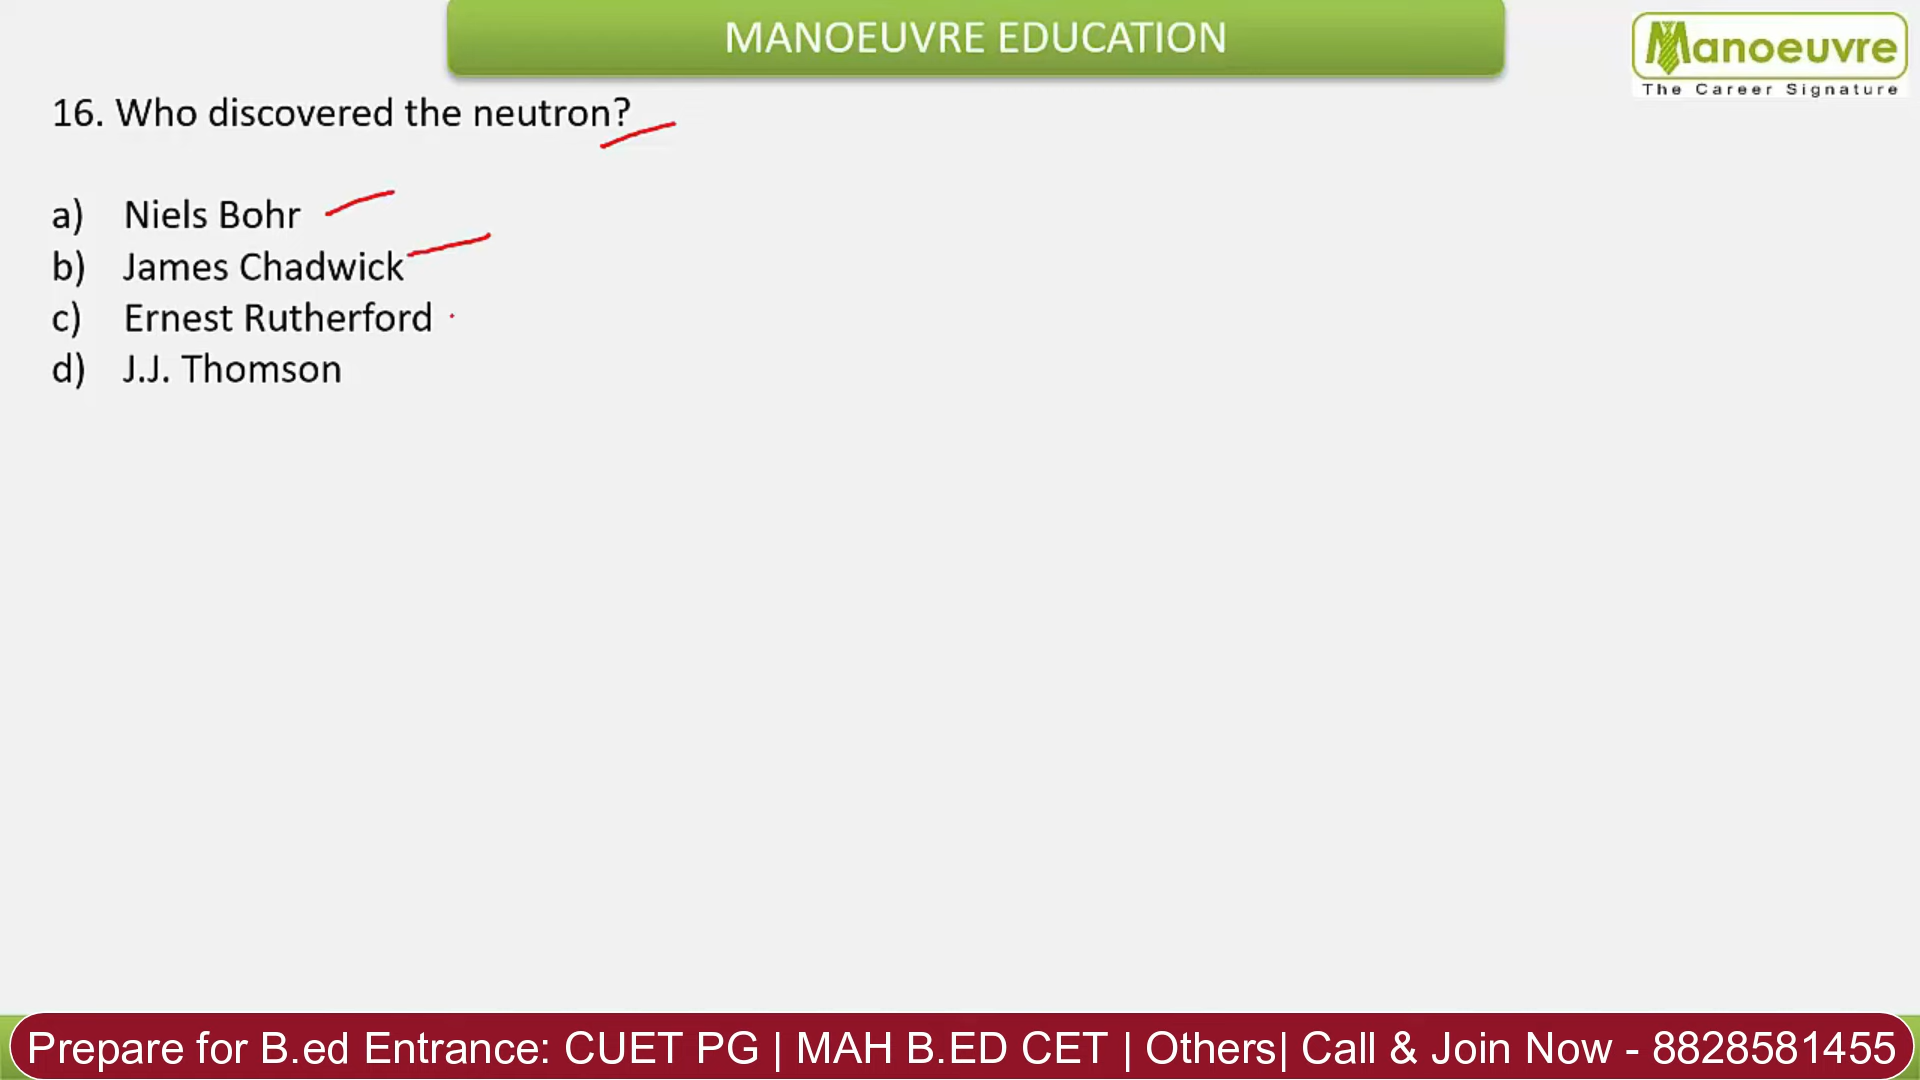 MANOEUVRE EDUCATION
Manoeuvre
The Career Signature
16. Who discovered the neutron?
a) Niels Bohr
b) James Chadwick
c) Ernest Rutherford
d) J.J. Thomson
Prepare for B.ed Entrance: CUET PG | MAH B.ED CET | Others| Call & Join Now - 8828581455